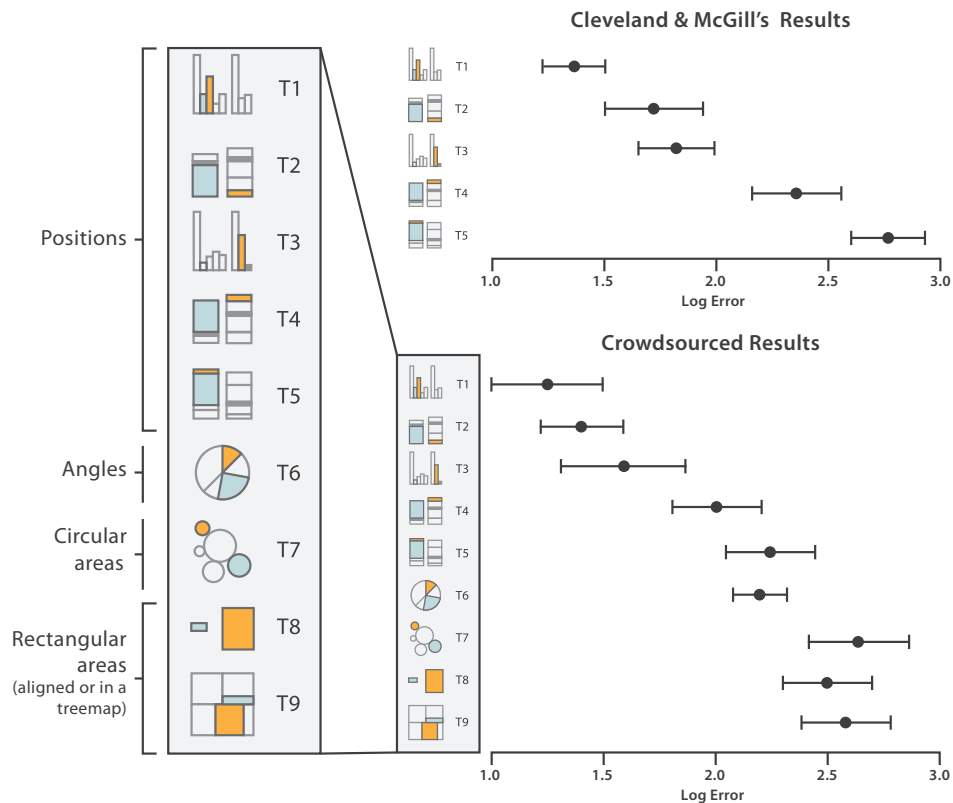 Cleveland & McGill's Results
Positions
T1
T2
T3
T4
T5
Angles
T6
Circular
areas
T7
Rectangular
areas
(aligned or in a
treemap)
T8
T9
T1
T2
T3
T4
T5
1.0
1.5
2.0
2.5
3.0
Log Error
Crowdsourced Results
T1
T2
T3
T4
T5
T6
T7
T8
T9
1.0
1.5
2.0
2.5
3.0
Log Error